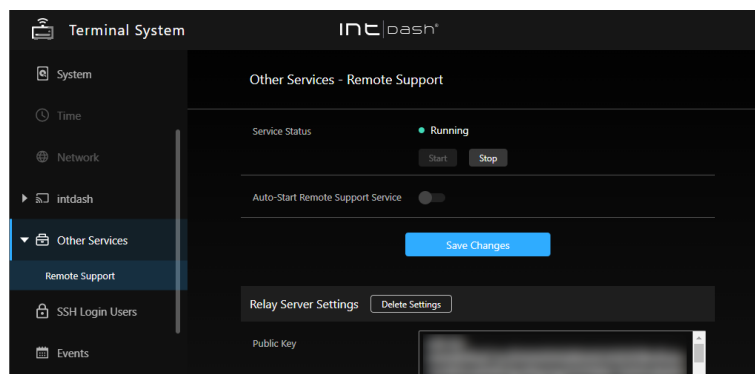 Terminal System
intdash
System
Other Services - Remote Support
Time
Service Status
Running
Network
Start
Stop
intdash
Auto-Start Remote Support Service
Other Services
Save Changes
Remote Support
Relay Server Settings
Delete Settings
SSH Login Users
Public Key
Events